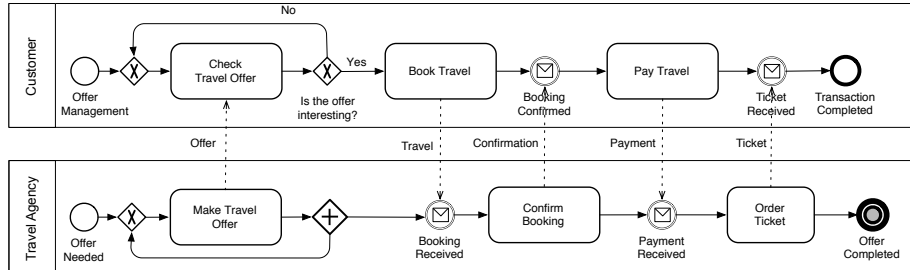 No
Customer
X
Check
Travel Offer
X
Yes
Book Travel
Pay Travel
Offer
Management
Is the offer
interesting?
Booking
Confirmed
Ticket
Received
Transaction
Completed
Offer
Travel
Confirmation
Payment
Ticket
Travel Agency
X
Make Travel
Offer
Confirm
Booking
Order
Ticket
Offer
Needed
Booking
Received
Payment
Received
Offer
Completed